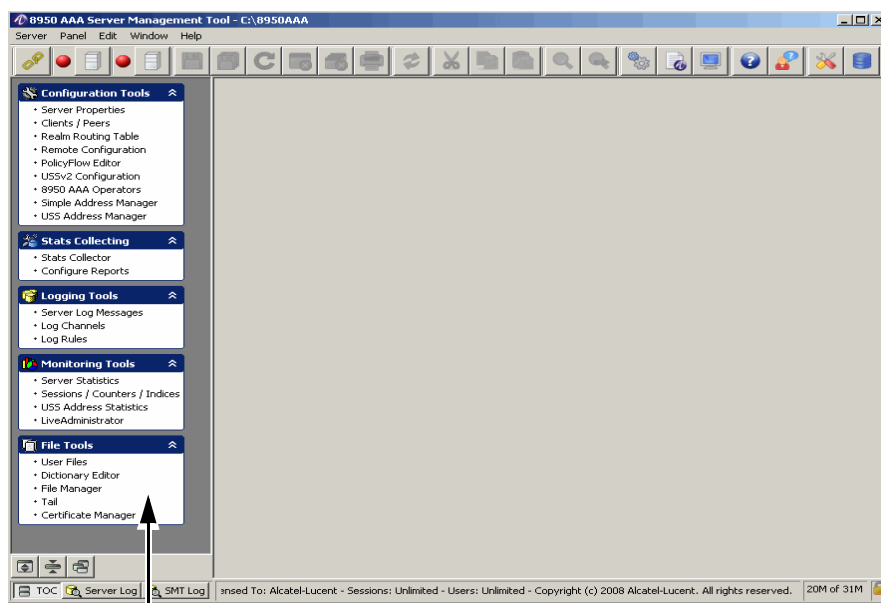 8950 AAA Server Management Tool - C:\8950AAA
Server Panel Edit Window Help
Configuration Tools
Server Properties
Clients / Peers
Realm Routing Table
Remote Configuration
PolicyFlow Editor
USSv2 Configuration
8950 AAA Operators
Simple Address Manager
USS Address Manager
Stats Collecting
Stats Collector
Configure Reports
Logging Tools
Server Log Messages
Log Channels
Log Rules
Monitoring Tools
Server Statistics
Sessions / Counters / Indices
USS Address Statistics
LiveAdministrator
File Tools
User Files
Dictionary Editor
File Manager
Tail
Certificate Manager
TOC Server Log SMT Log ensed To: Alcatel-Lucent - Sessions: Unlimited - Users: Unlimited - Copyright (c) 2008 Alcatel-Lucent. All rights reserved. 20M of 31M